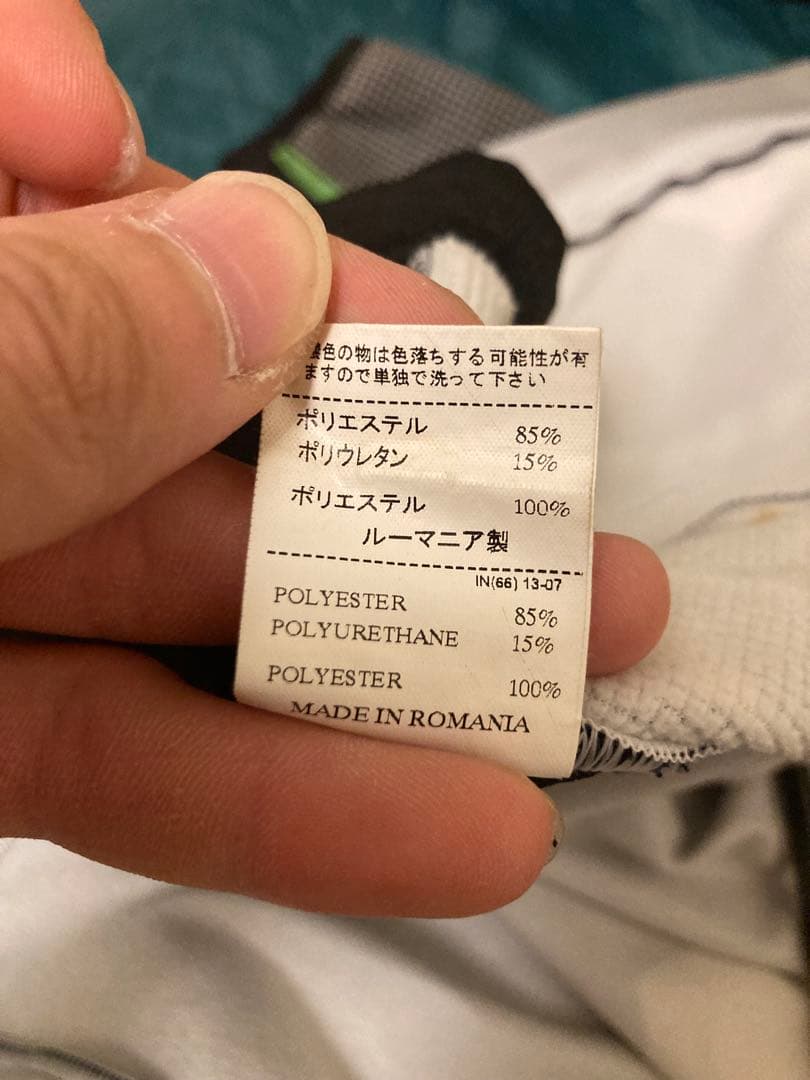 色の物は色落ちする可能性が有
ますので単独で洗って下さい
ポリエステル 85%
ポリウレタン 15%
ポリエステル 100%
ルーマニア製
IN(66) 13-07
POLYESTER 85%
POLYURETHANE 15%
POLYESTER 100%
MADE IN ROMANIA